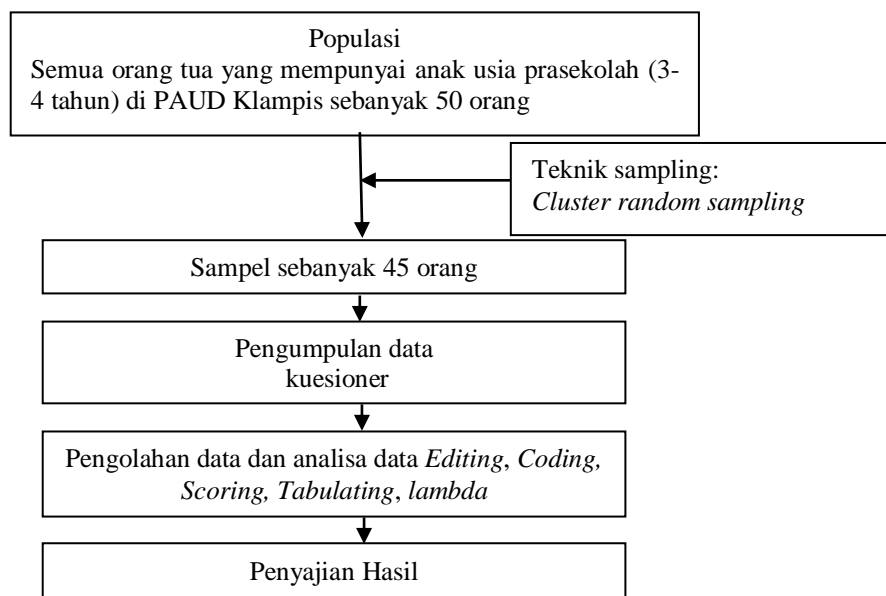 Populasi
Semua orang tua yang mempunyai anak usia prasekolah (3-
4 tahun) di PAUD Klampis sebanyak 50 orang
Teknik sampling:
Cluster random sampling
Sampel sebanyak 45 orang
Pengumpulan data
kuesioner
Pengolahan data dan analisa data Editing, Coding,
Scoring, Tabulating, lambda
Penyajian Hasil